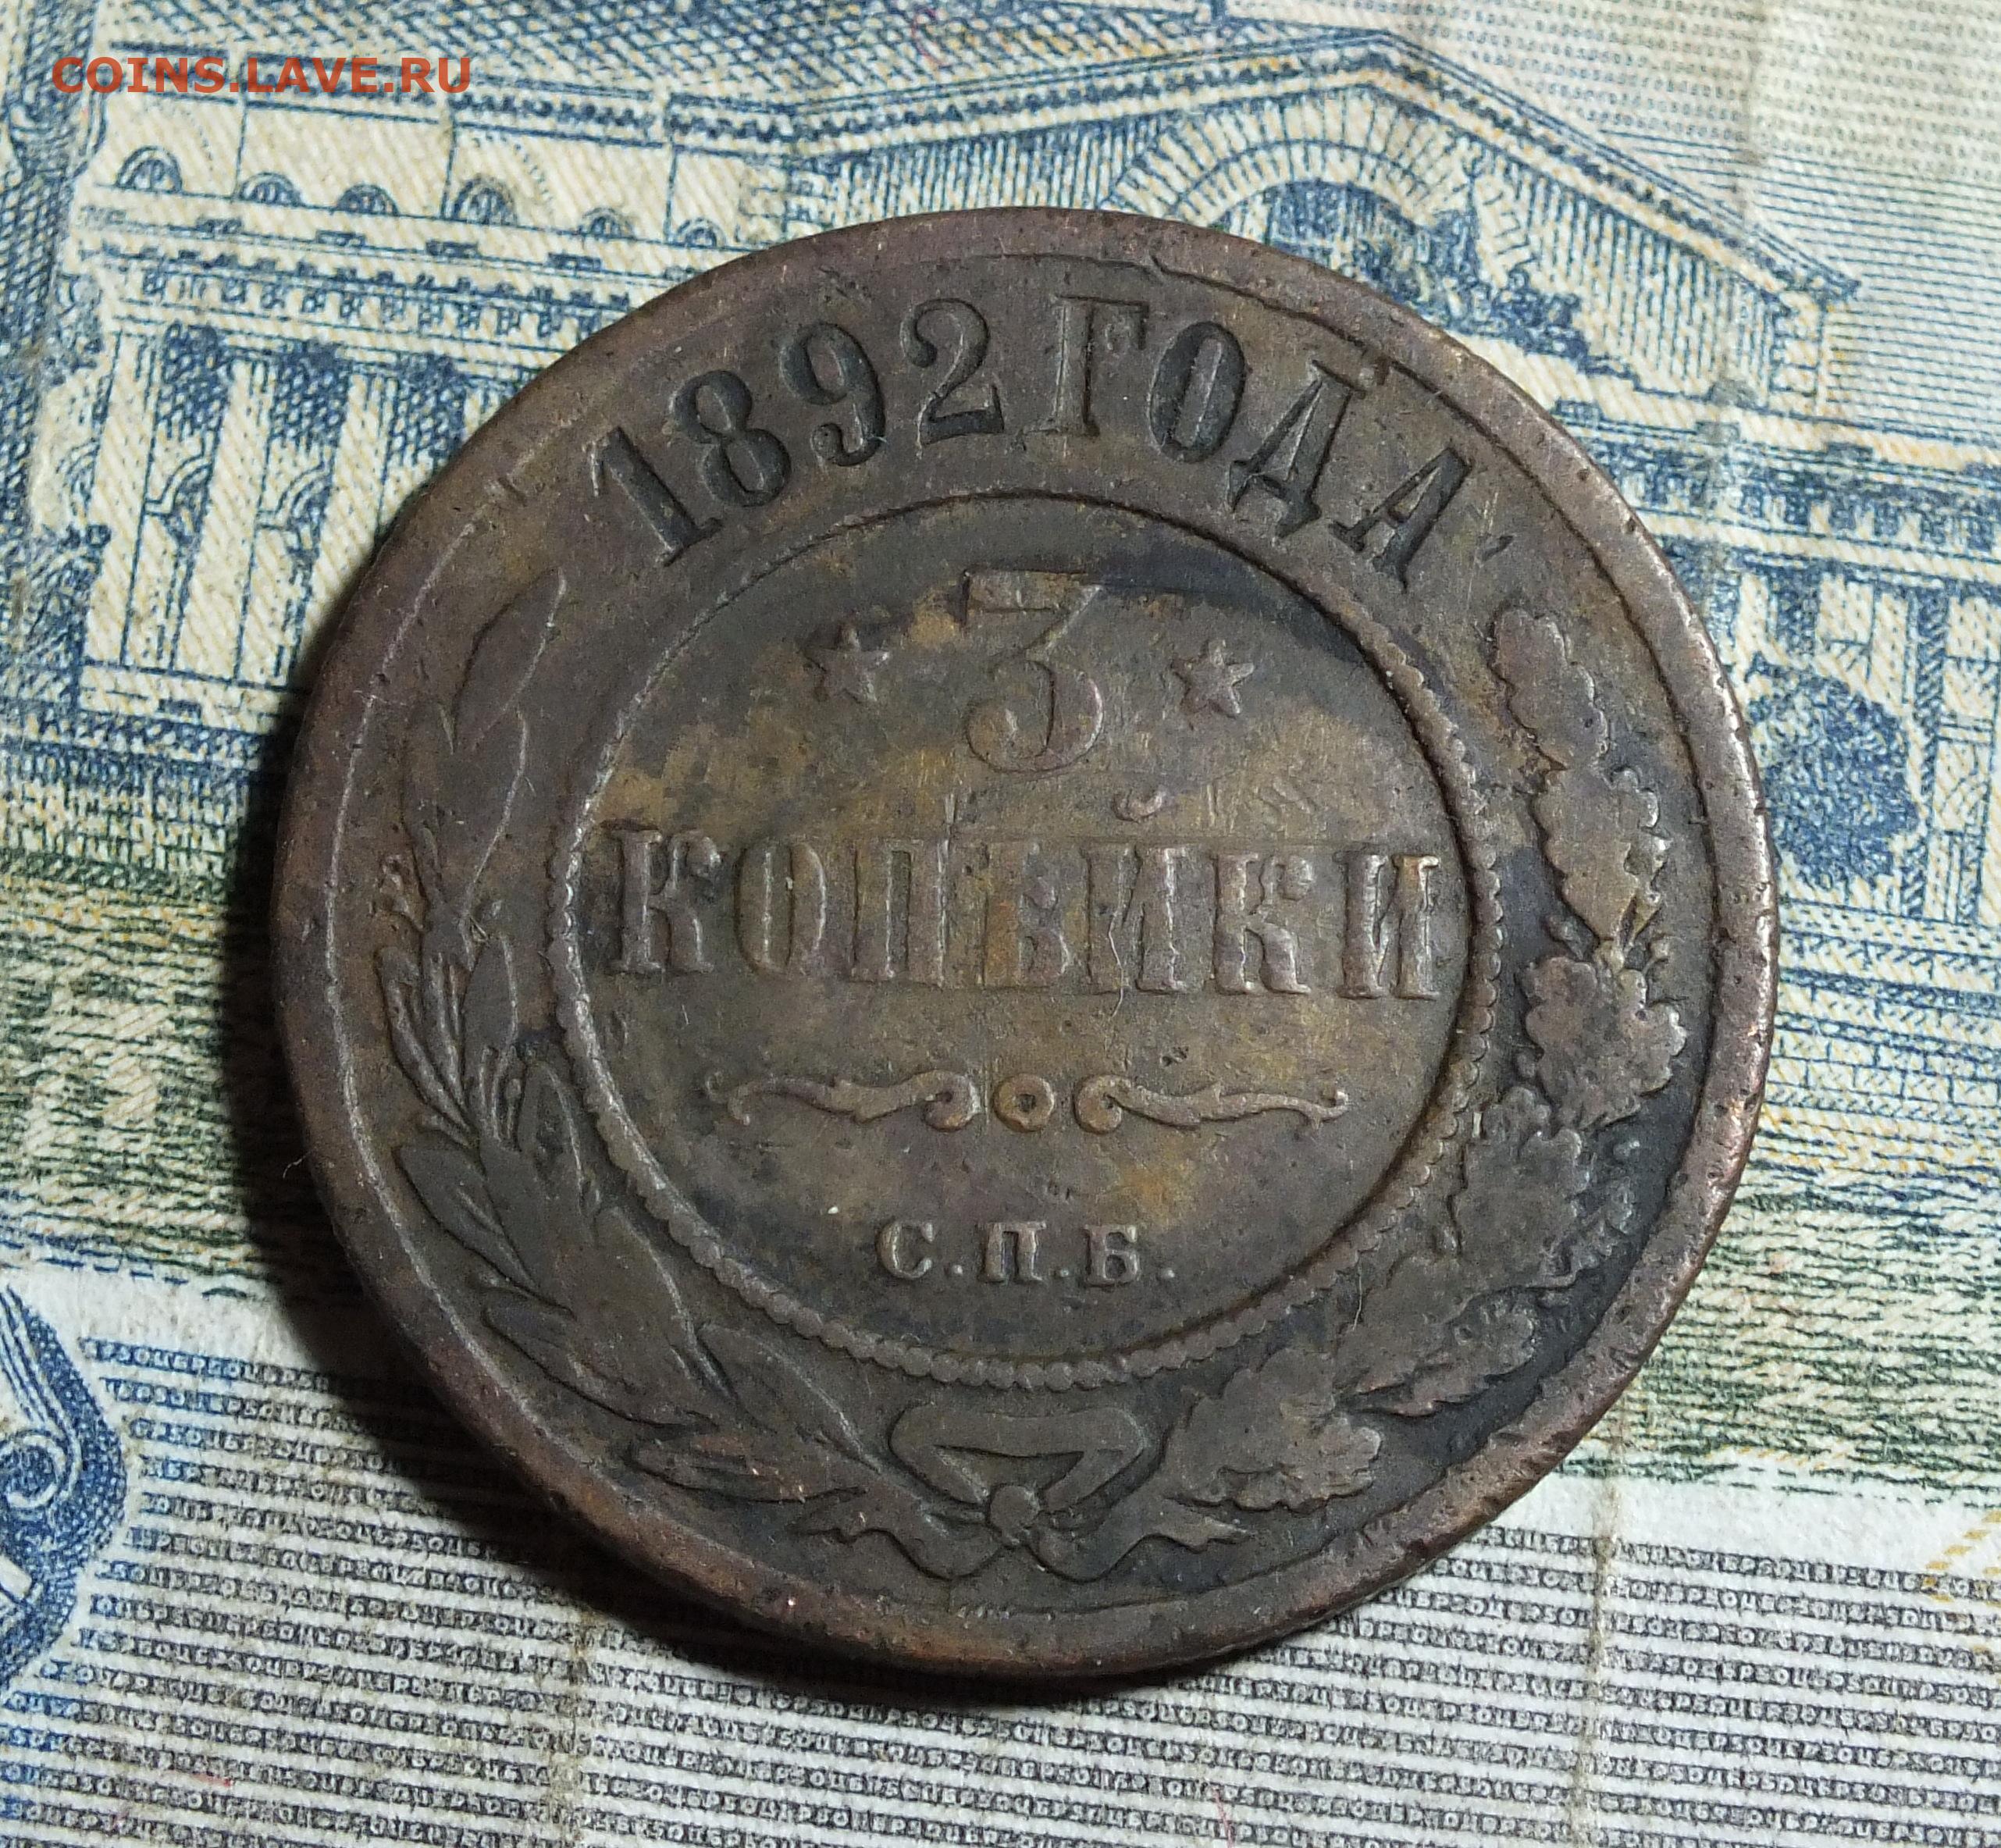 COINS.LAVE.RU
1892 ГОДА.
3
КОПѢЙКИ
С.П.Б.